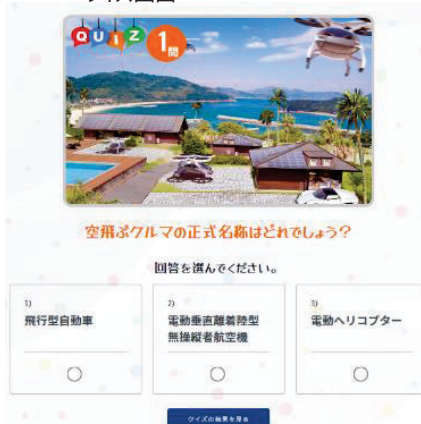 QUIZ 1問
空飛ぶクルマの正式名称はどれでしょう?
回答を選んでください。
1)
飛行型自動車
2)
電動垂直離着陸型
無操縦者航空機
3)
電動ヘリコプター
クイズの結果を見る